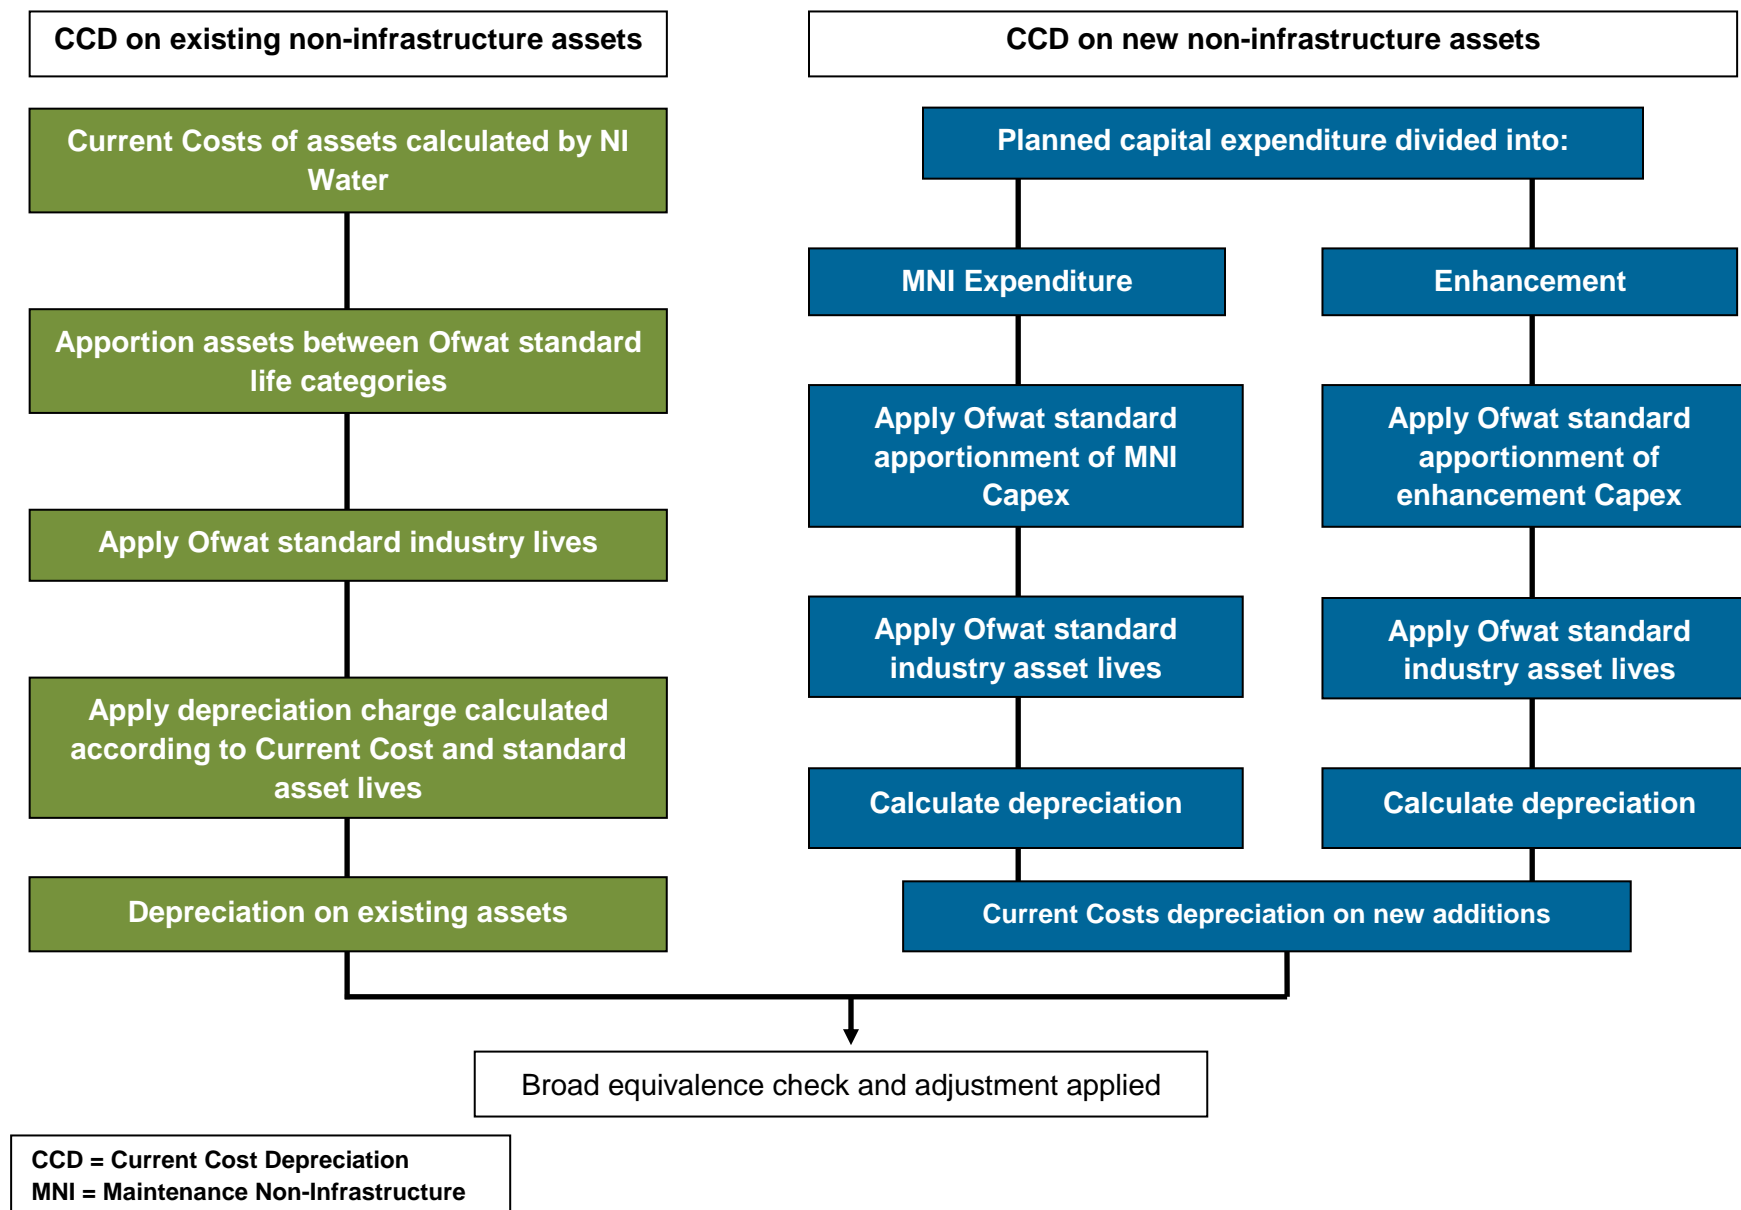 CCD on existing non-infrastructure assets
CCD on new non-infrastructure assets
Current Costs of assets calculated by NI
Water
Apportion assets between Ofwat standard
life categories
Apply Ofwat standard industry lives
Apply depreciation charge calculated
according to Current Cost and standard
asset lives
Depreciation on existing assets
Planned capital expenditure divided into:
MNI Expenditure
Apply Ofwat standard
apportionment of MNI
Capex
Apply Ofwat standard
industry asset lives
Calculate depreciation
Enhancement
Apply Ofwat standard
apportionment of
enhancement Capex
Apply Ofwat standard
industry asset lives
Calculate depreciation
Current Costs depreciation on new additions
Broad equivalence check and adjustment applied
CCD = Current Cost Depreciation
MNI = Maintenance Non-Infrastructure